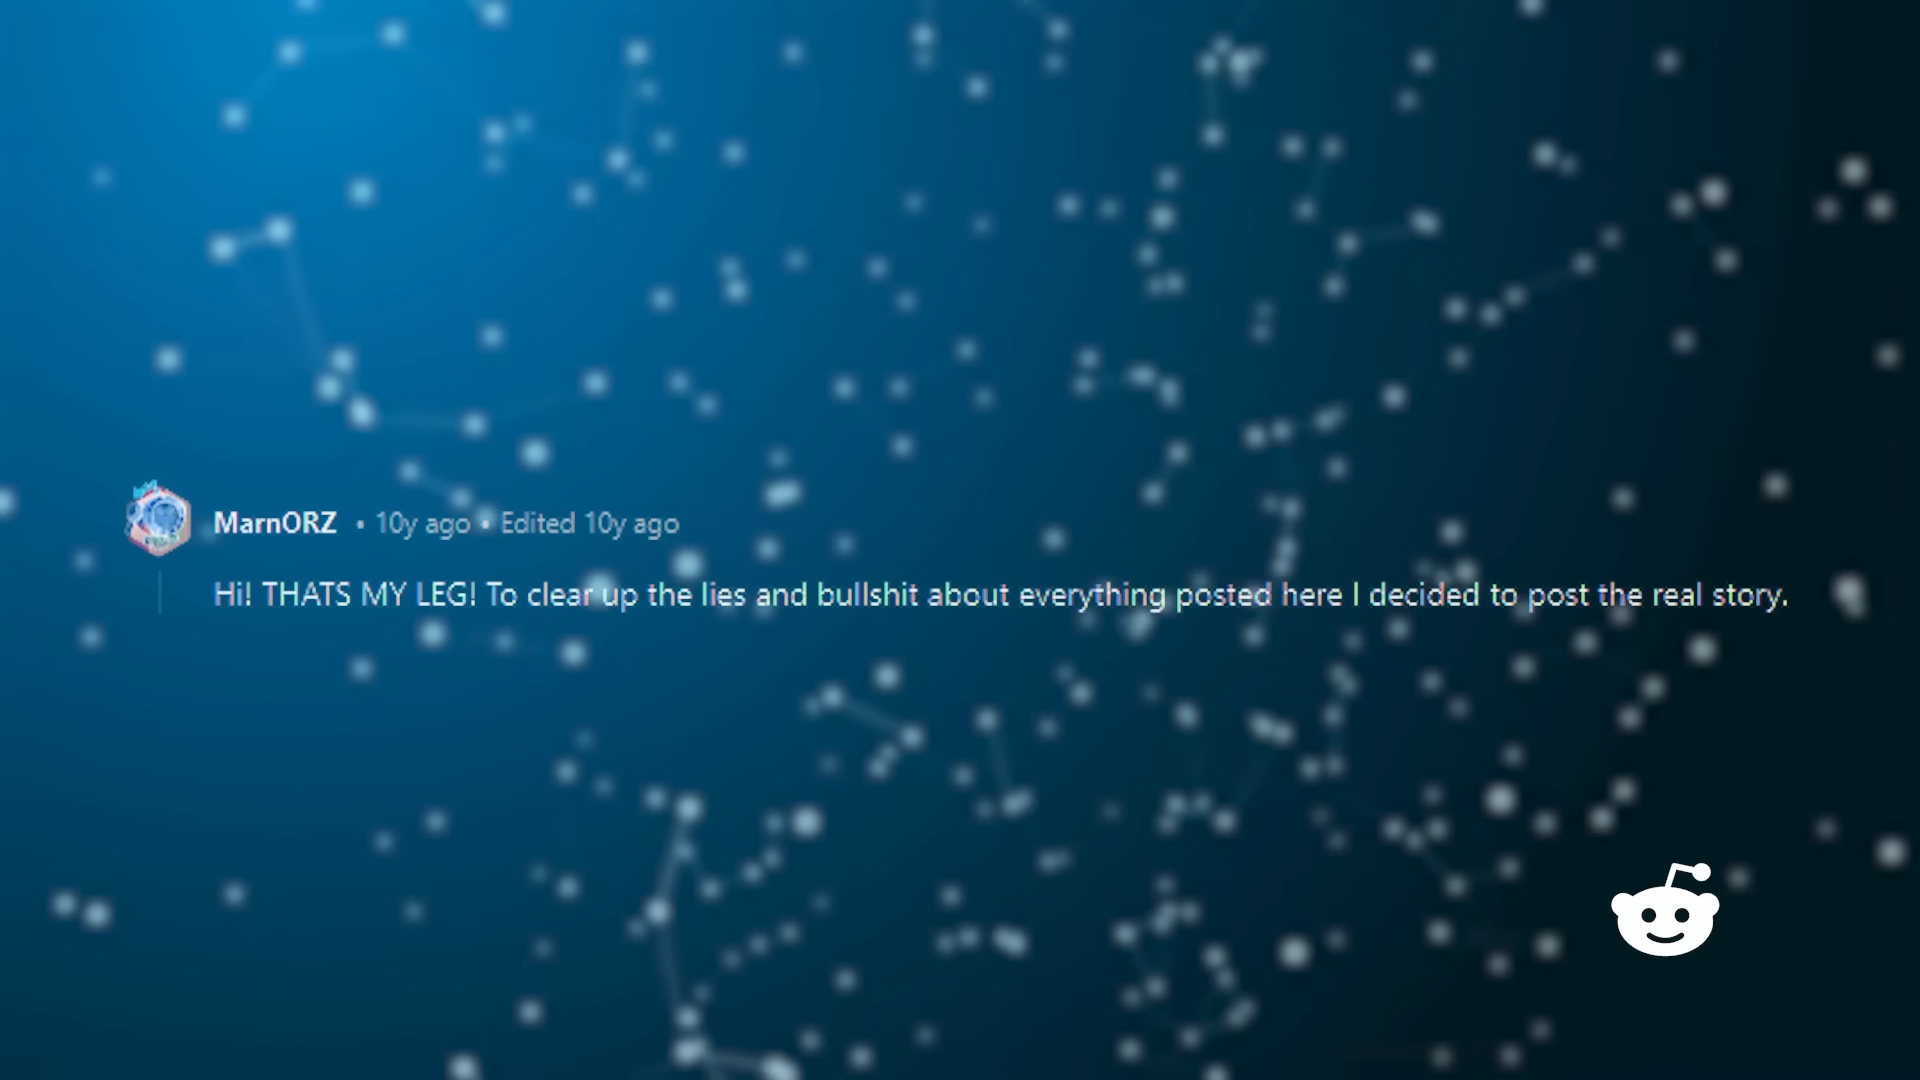 MarnORZ • 10y ago • Edited 10y ago
Hi! THATS MY LEG! To clear up the lies and bullshit about everything posted here I decided to post the real story.